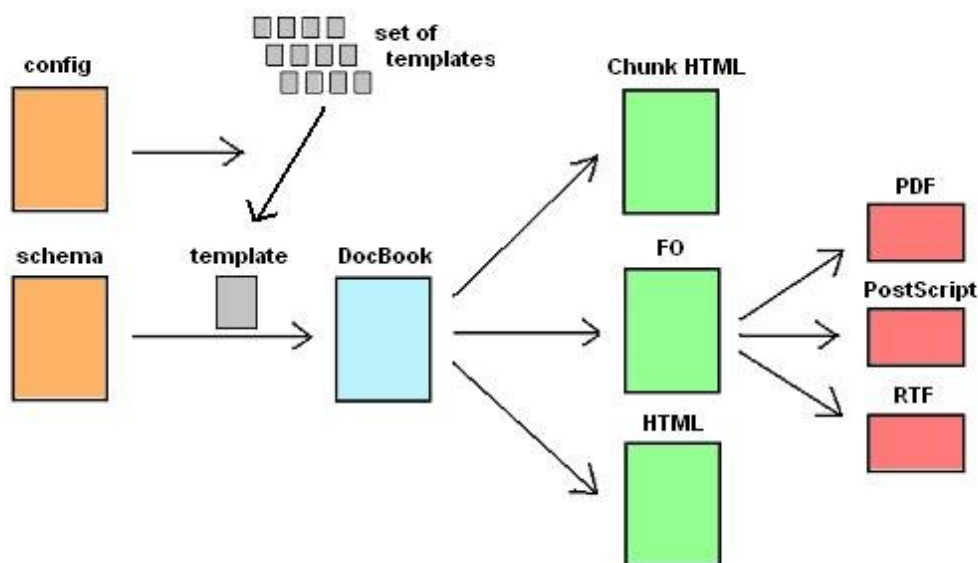 set of
templates
config
Chunk HTML
PDF
schema
template
DocBook
FO
PostScript
RTF
HTML